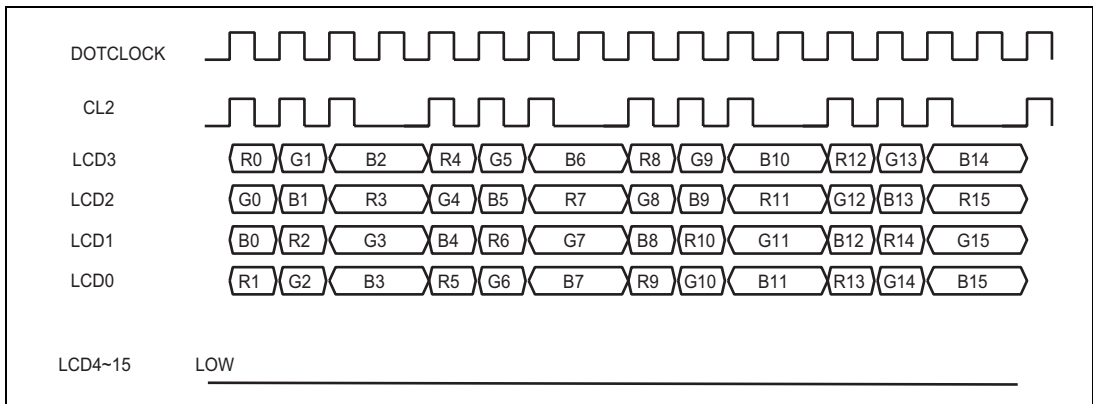 DOTCLOCK
CL2
LCD3 R0 G1 B2 R4 G5 B6 R8 G9 B10 R12 G13 B14
LCD2 G0 B1 R3 G4 B5 R7 G8 B9 R11 G12 B13 R15
LCD1 B0 R2 G3 B4 R6 G7 B8 R10 G11 B12 R14 G15
LCD0 R1 G2 B3 R5 G6 B7 R9 G10 B11 R13 G14 B15
LCD4~15 LOW